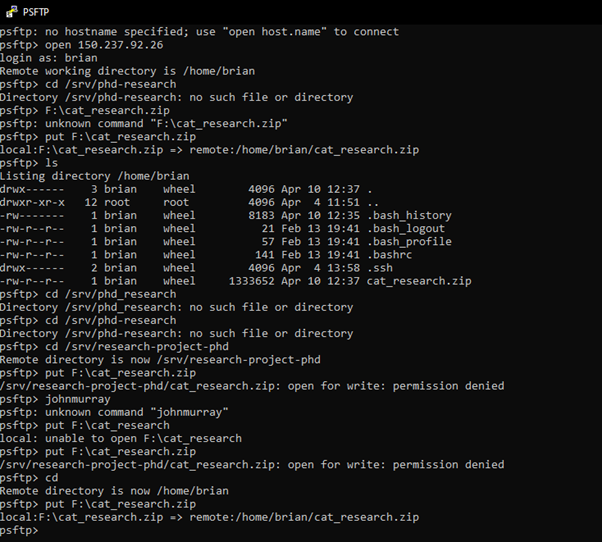 PSFTP
psftp: no hostname specified; use "open host.name" to connect
psftp> open 150.237.92.26
login as: brian
Remote working directory is /home/brian
psftp> cd /srv/phd-research
Directory /srv/phd-research: no such file or directory
psftp> F:\cat_research.zip
psftp: unknown command "F:\cat_research.zip"
psftp> put F:\cat_research.zip
local:F:\cat_research.zip => remote:/home/brian/cat_research.zip
psftp> ls
Listing directory /home/brian
drwx------    3 brian    wheel        4096 Apr 10 12:37 .
drwxr-xr-x   12 root     root         4096 Apr  4 11:51 ..
-rw-------    1 brian    wheel        8183 Apr 10 12:35 .bash_history
-rw-r--r--    1 brian    wheel          21 Feb 13 19:41 .bash_logout
-rw-r--r--    1 brian    wheel          57 Feb 13 19:41 .bash_profile
-rw-r--r--    1 brian    wheel         141 Feb 13 19:41 .bashrc
drwx------    2 brian    wheel        4096 Apr  4 13:58 .ssh
-rw-r--r--    1 brian    wheel     1333652 Apr 10 12:37 cat_research.zip
psftp> cd /srv/phd_research
Directory /srv/phd_research: no such file or directory
psftp> cd /srv/phd-research
Directory /srv/phd-research: no such file or directory
psftp> cd /srv/research-project-phd
Remote directory is now /srv/research-project-phd
psftp> put F:\cat_research.zip
/srv/research-project-phd/cat_research.zip: open for write: permission denied
psftp> johnmurray
psftp: unknown command "johnmurray"
psftp> put F:\cat_research
local: unable to open F:\cat_research
psftp> put F:\cat_research.zip
/srv/research-project-phd/cat_research.zip: open for write: permission denied
psftp> cd
Remote directory is now /home/brian
psftp> put F:\cat_research.zip
local:F:\cat_research.zip => remote:/home/brian/cat_research.zip
psftp>